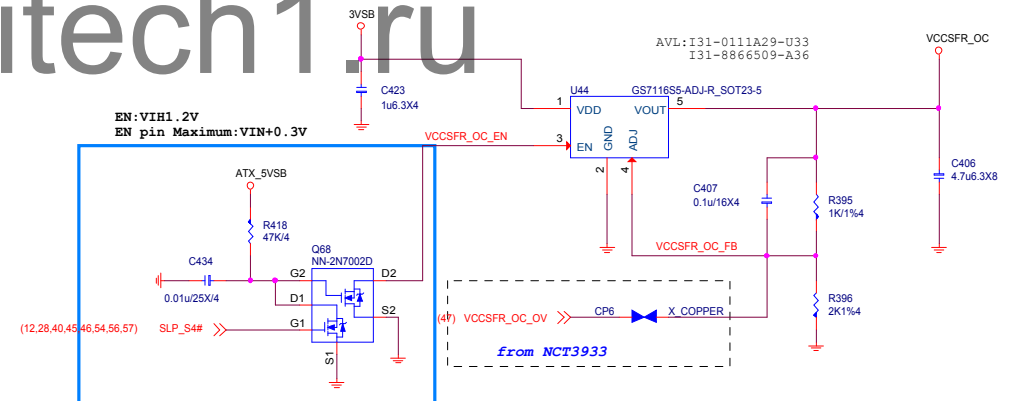 itech1.ru
3VSB
AVL:I31-0111A29-U33
I31-8866509-A36
VCCSFR_OC
C423
1u6.3X4
U44
GS7116S5-ADJ-R_SOT23-5
1
VDD
VOUT
5
EN:VIH1.2V
EN pin Maximum:VIN+0.3V
VCCSFR_OC_EN
3
EN
GND
ADJ
2
4
ATX_5VSB
C406
4.7u6.3X8
C407
0.1u/16X4
R395
1K/1%4
R418
47K/4
VCCSFR_OC_FB
Q68
NN-2N7002D
C434
0.01u/25X/4
G2
D2
D1
S2
G1
S1
(12,28,40,45,46,54,56,57)
SLP_S4#
(47)
VCCSFR_OC_OV
CP6
X_COPPER
R396
2K1%4
from NCT3933